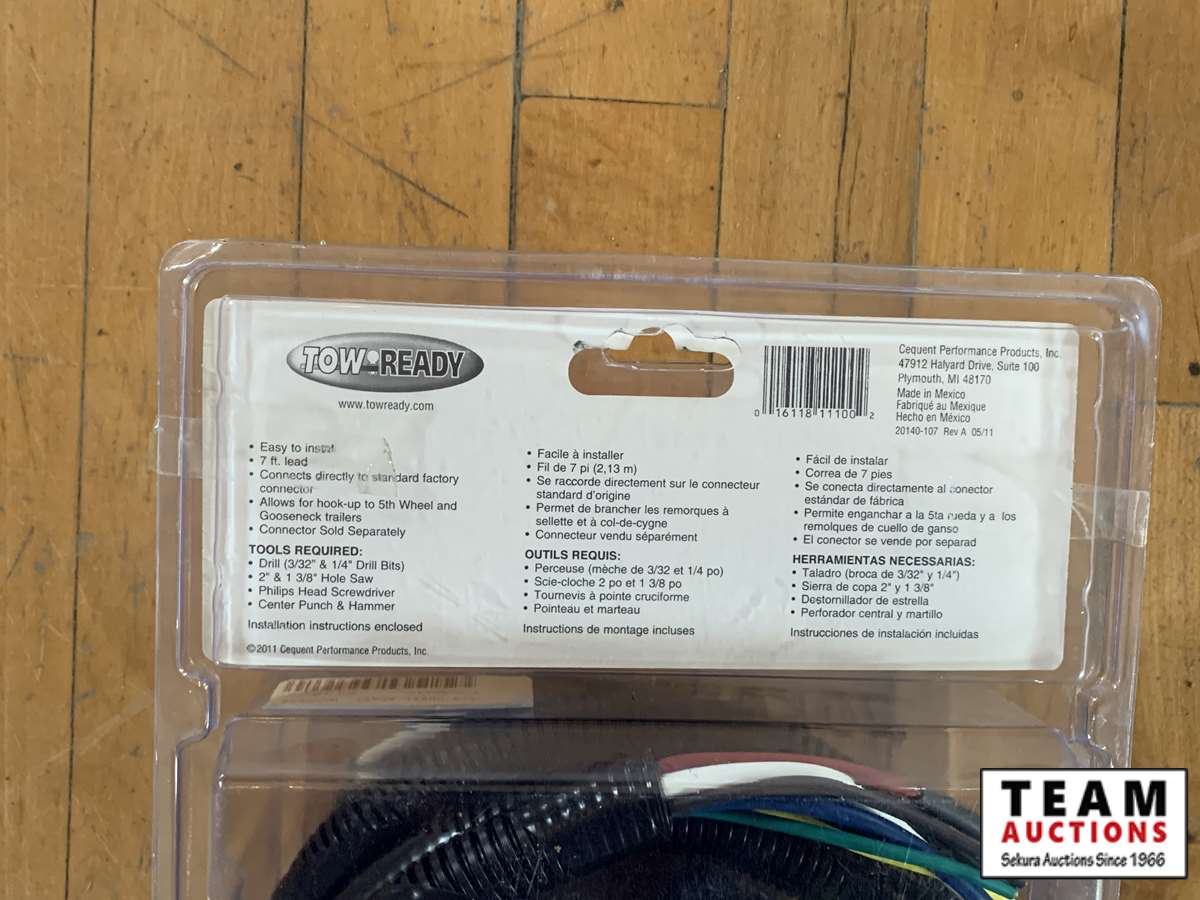 TOW READY
www.towready.com
0 16118 11100 2
Cequent Performance Products, Inc.
47912 Halyard Drive, Suite 100
Plymouth, MI 48170
Made in Mexico
Fabriqué au Mexique
Hecho en México
20140-107 Rev A 05/11
• Easy to install
• 7 ft. lead
• Connects directly to standard factory
connector
• Allows for hook-up to 5th Wheel and
Gooseneck trailers
• Connector Sold Separately
TOOLS REQUIRED:
• Drill (3/32" & 1/4" Drill Bits)
• 2" & 1 3/8" Hole Saw
• Philips Head Screwdriver
• Center Punch & Hammer
Installation instructions enclosed
©2011 Cequent Performance Products, Inc.
• Facile à installer
• Fil de 7 pi (2,13 m)
• Se raccorde directement sur le connecteur
standard d'origine
• Permet de brancher les remorques à
sellette et à col-de-cygne
• Connecteur vendu séparément
OUTILS REQUIS:
• Perceuse (mèche de 3/32 et 1/4 po)
• Scie-cloche 2 po et 1 3/8 po
• Tournevis à pointe cruciforme
• Pointeau et marteau
Instructions de montage incluses
• Fácil de instalar
• Correa de 7 pies
• Se conecta directamente al conector
estándar de fábrica
• Permite enganchar a la 5ta rueda y a los
remolques de cuello de ganso
• El conector se vende por separad
HERRAMIENTAS NECESSARIAS:
• Taladro (broca de 3/32" y 1/4")
• Sierra de copa 2" y 1 3/8"
• Destornillador de estrella
• Perforador central y martillo
Instrucciones de instalación incluidas
TEAM
AUCTIONS
Sekura Auctions Since 1966